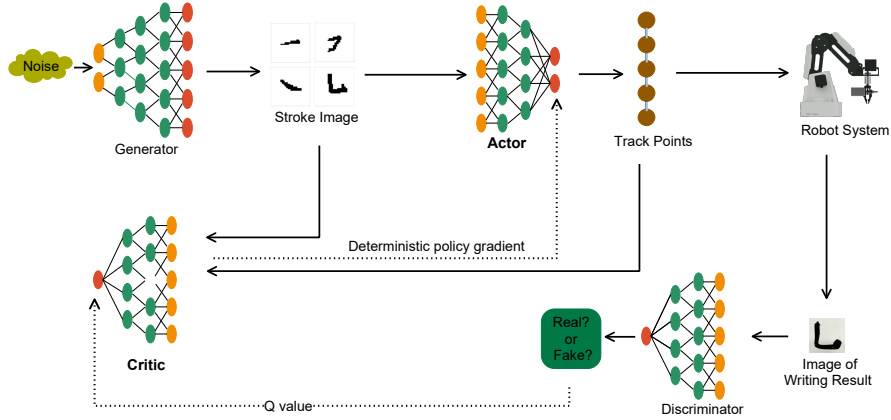 Noise
Generator
Stroke Image
Actor
Track Points
Robot System
Deterministic policy gradient
Critic
Real?
or
Fake?
Discriminator
Image of
Writing Result
Q value